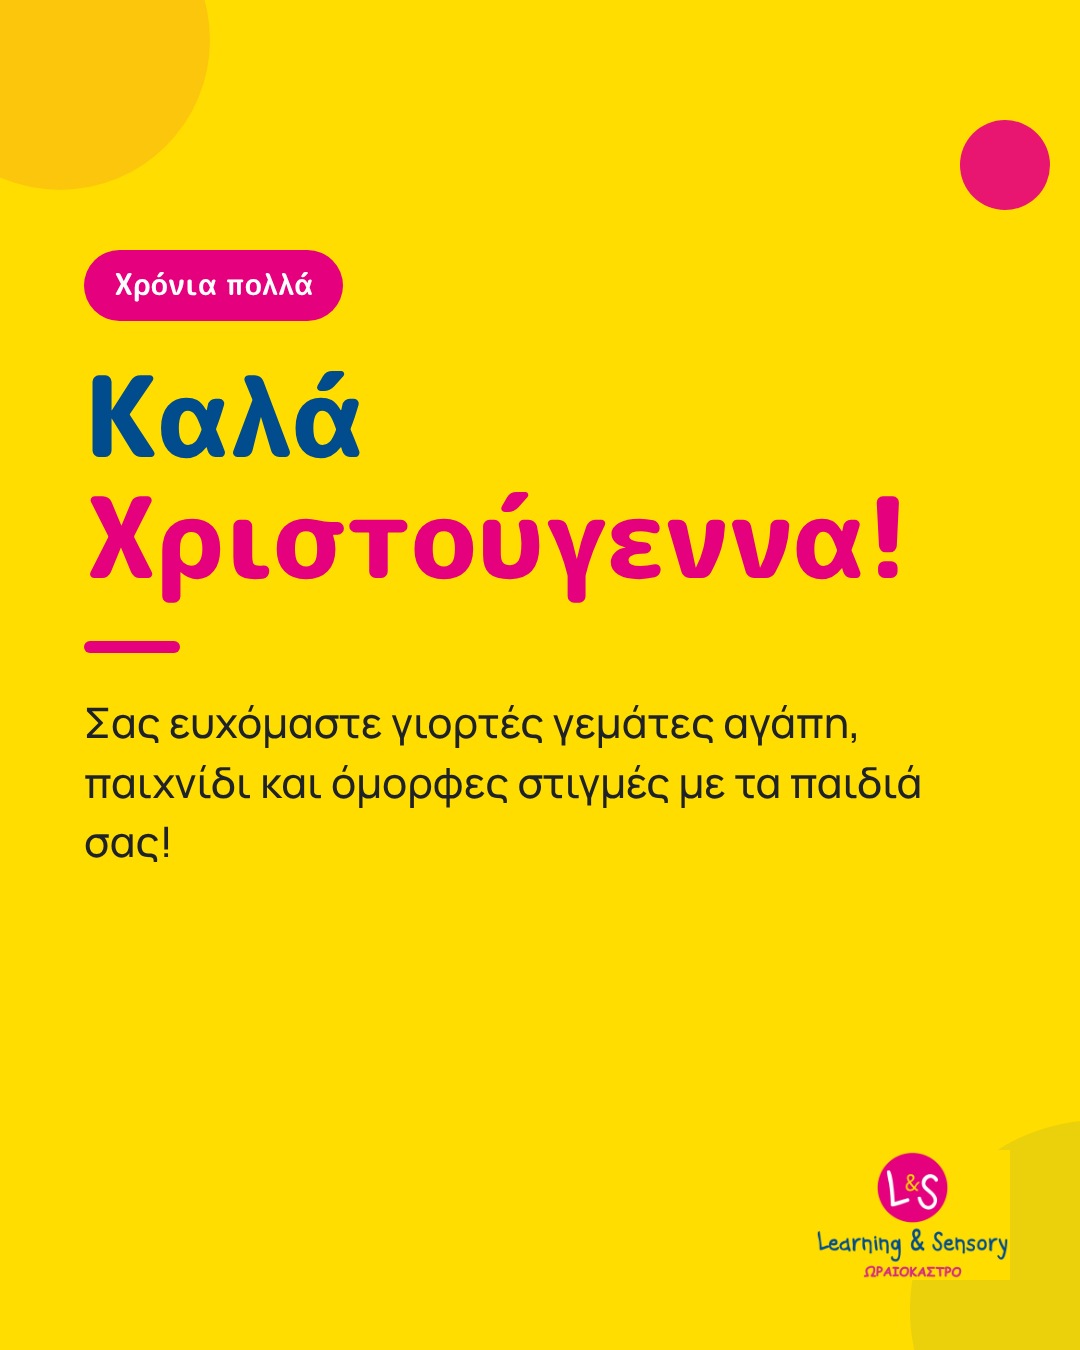 Χρόνια πολλά
Καλά
Χριστούγεννα!
Σας ευχόμαστε γιορτές γεμάτες αγάπη,
παιχνίδι και όμορφες στιγμές με τα παιδιά
σας!
L&S
Learning & Sensory
ΩΡΑΙΟΚΑΣΤΡΟ